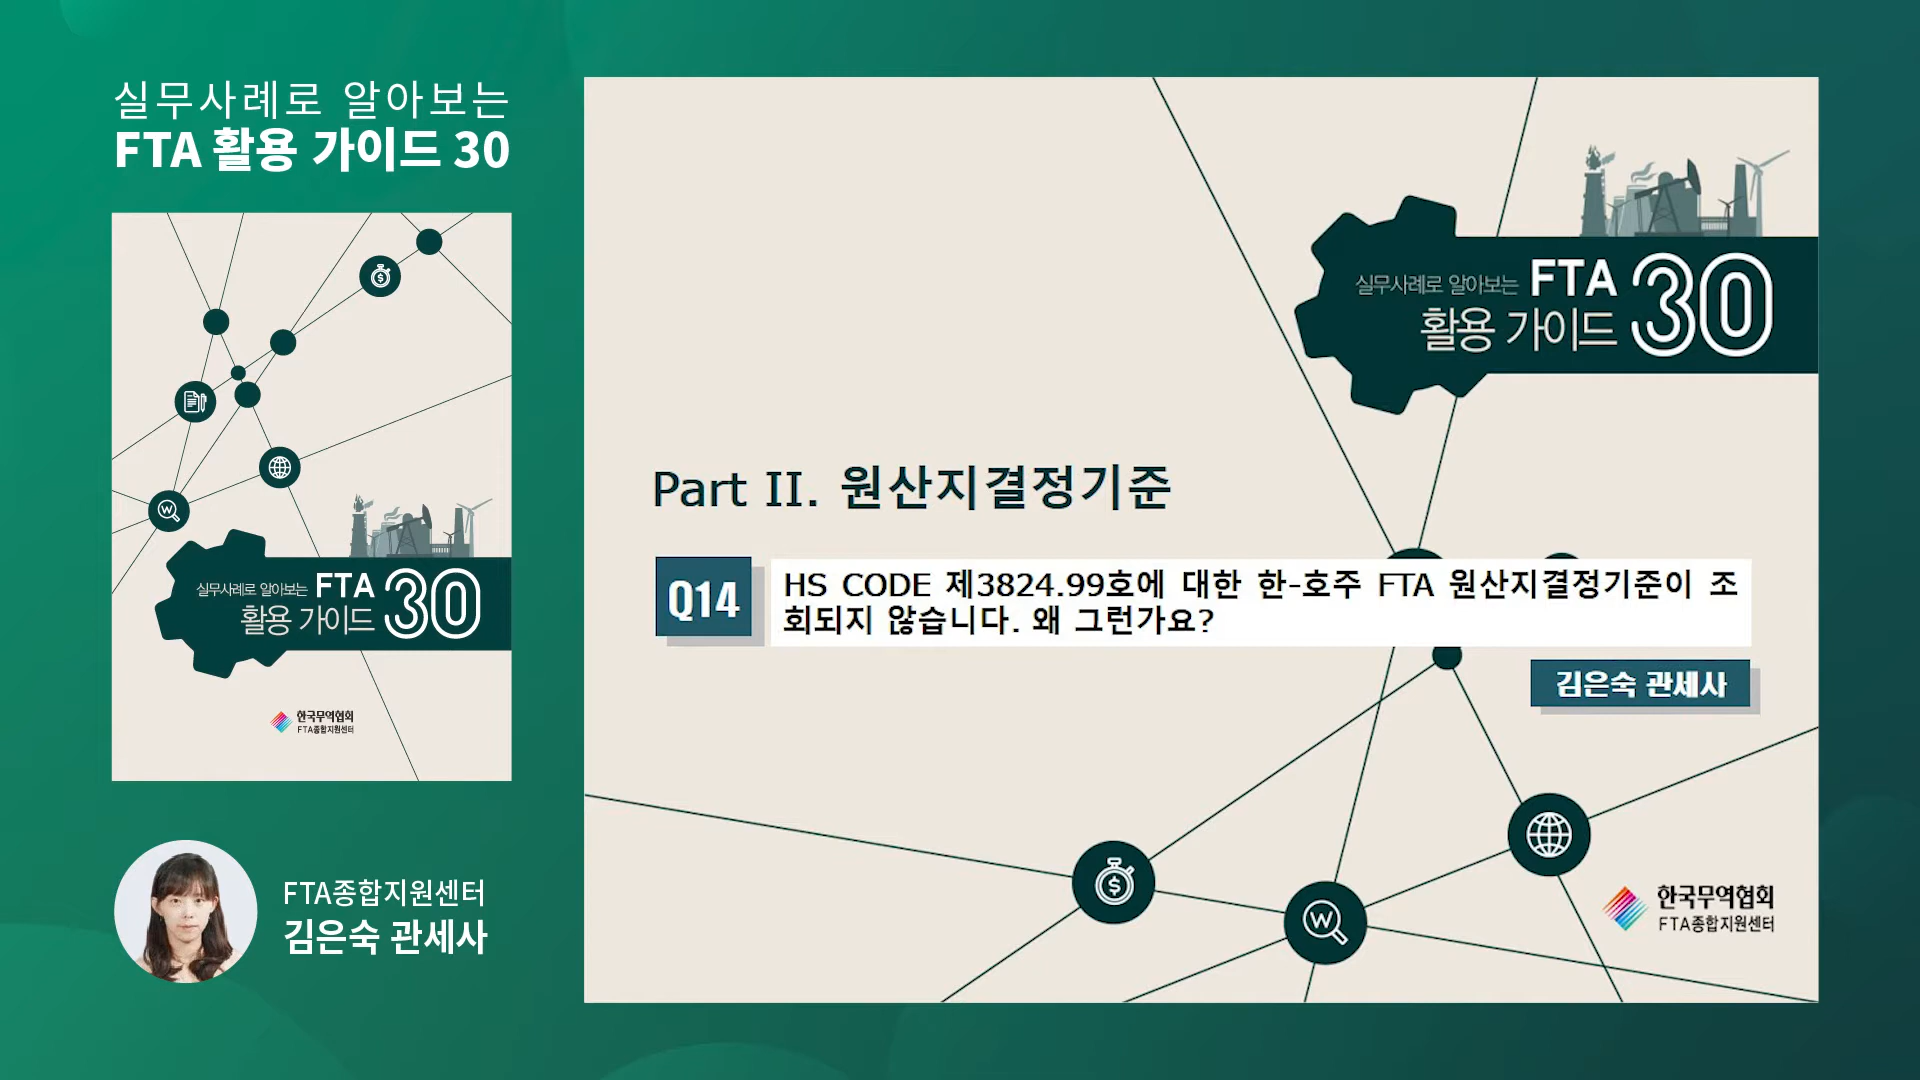 실무사례로 알아보는
FTA 활용 가이드 30
실무사례로 알아보는 FTA
활용 가이드 30
한국무역협회
FTA종합지원센터
FTA종합지원센터
김은숙 관세사
실무사례로 알아보는 FTA
활용 가이드 30
Part II. 원산지결정기준
Q14
HS CODE 제3824.99호에 대한 한-호주 FTA 원산지결정기준이 조
회되지 않습니다. 왜 그런가요?
김은숙 관세사
한국무역협회
FTA종합지원센터